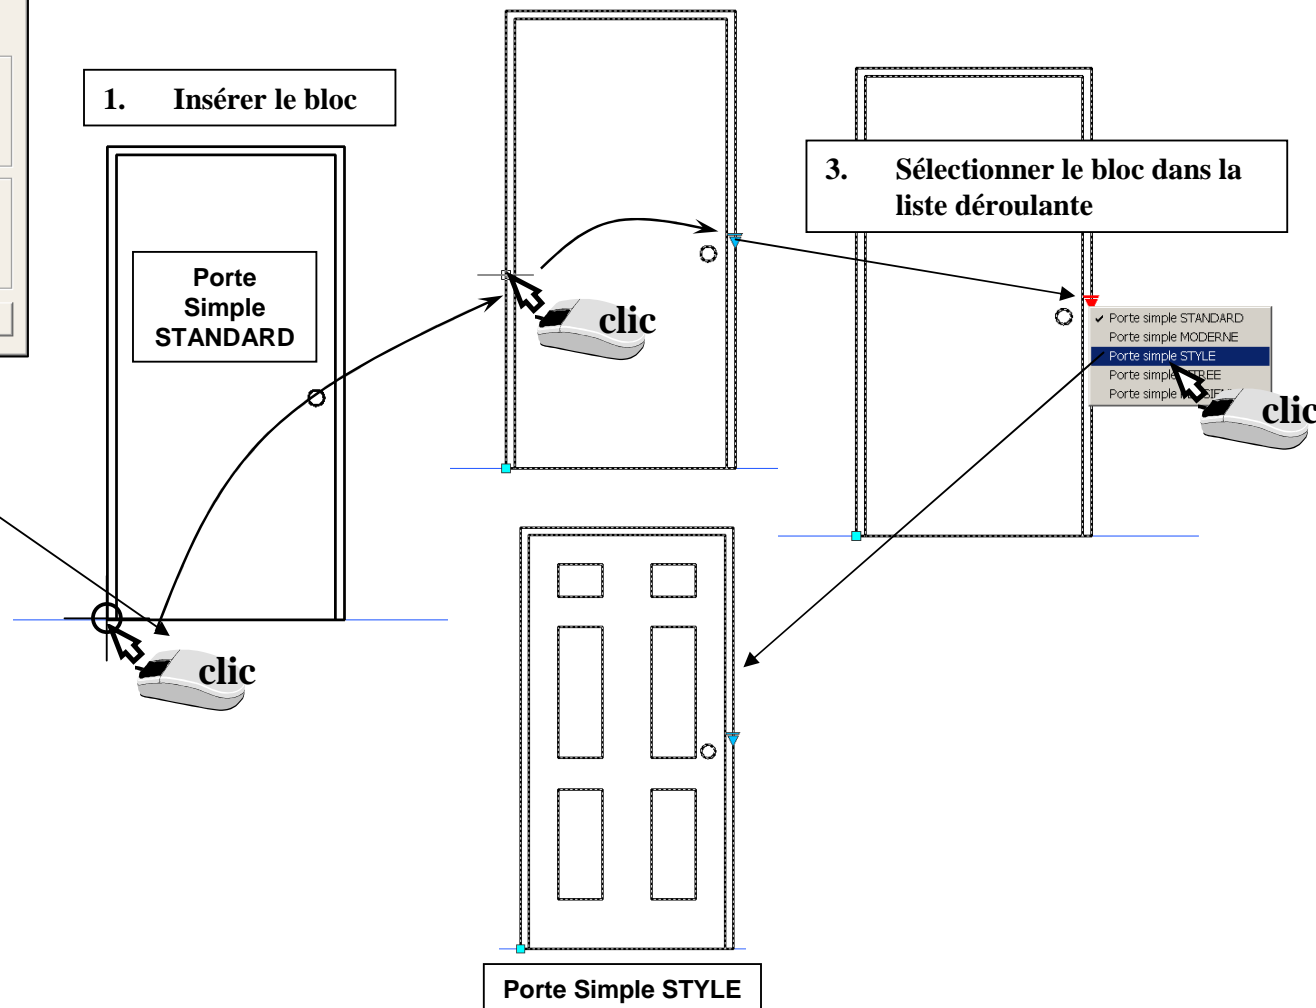 1. Insérer le bloc
Porte
Simple
STANDARD
clic
clic
3. Sélectionner le bloc dans la
liste déroulante
Porte simple STANDARD
Porte simple MODERNE
Porte simple STYLE
Porte simple
Porte simple
clic
Porte Simple STYLE